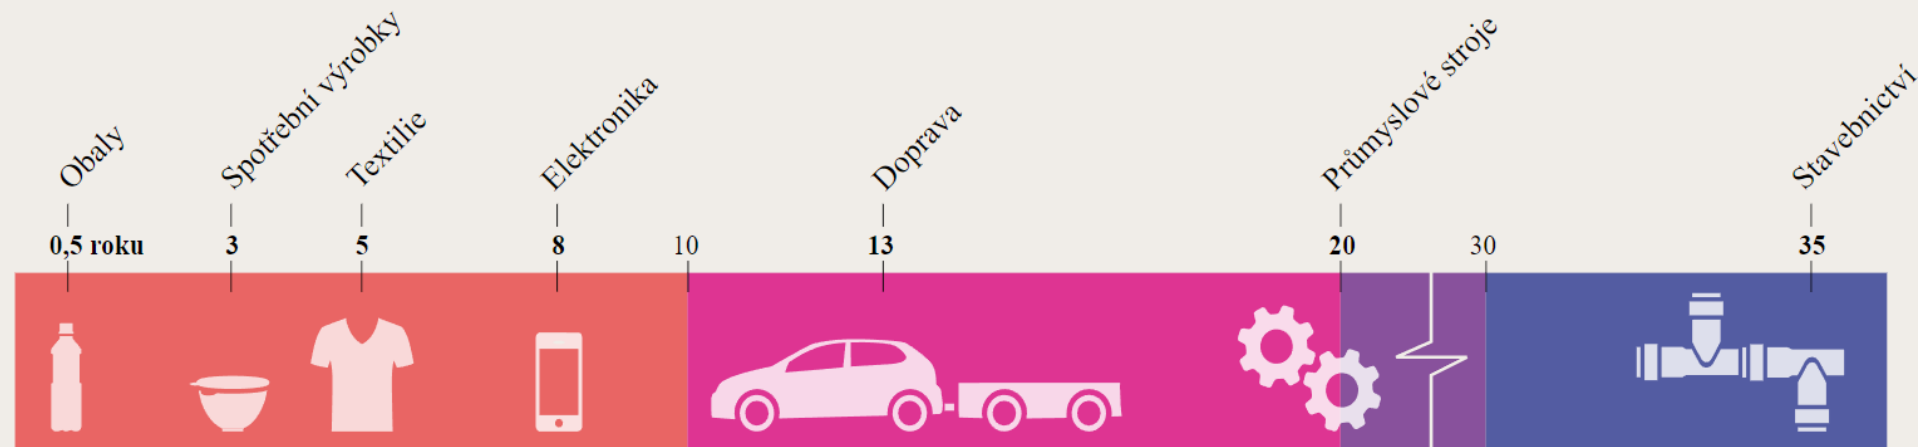 Obaly
Spotřební výrobky
Textilie
Elektronika
Doprava
Průmyslové stroje
Stavebnictví
0,5 roku 3 5 8 10 13 20 30 35